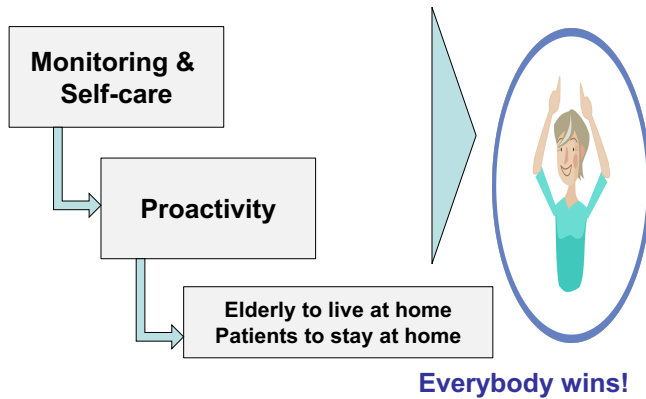 Monitoring &
Self-care
Proactivity
Elderly to live at home
Patients to stay at home
Everybody wins!